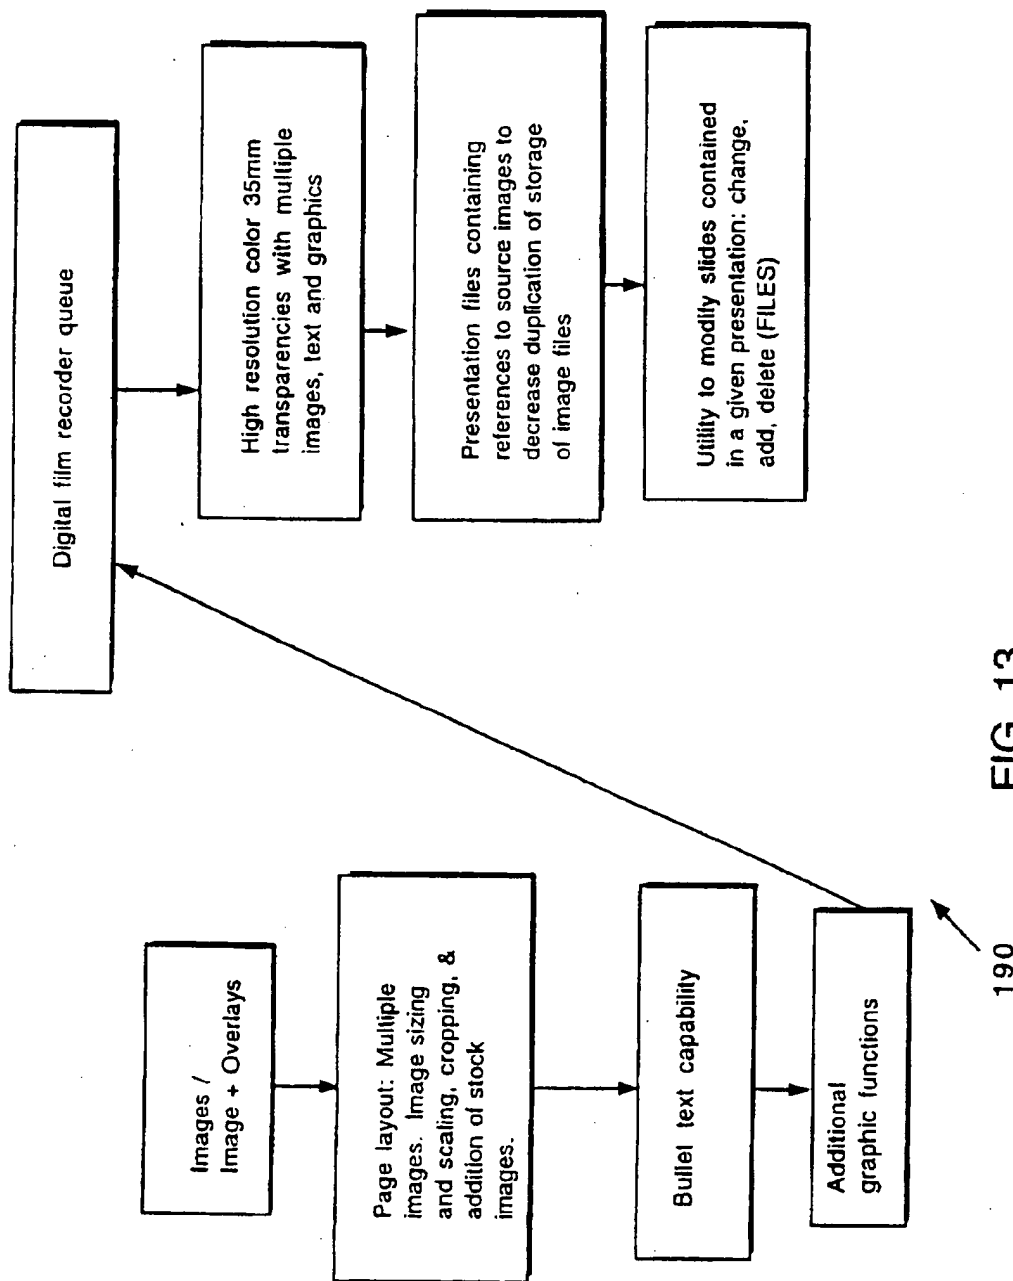 Images /
Image + Overlays
Page layout: Multiple
images. Image sizing
and scaling, cropping, &
addition of stock
images.
Bullet text capability
Additional
graphic functions
190
Digital film recorder queue
High resolution color 35mm
transparencies with multiple
images, text and graphics
Presentation files containing
references to source images to
decrease duplication of storage
of image files
Utility to modify slides contained
in a given presentation: change,
add, delete (FILES)
FIG. 13